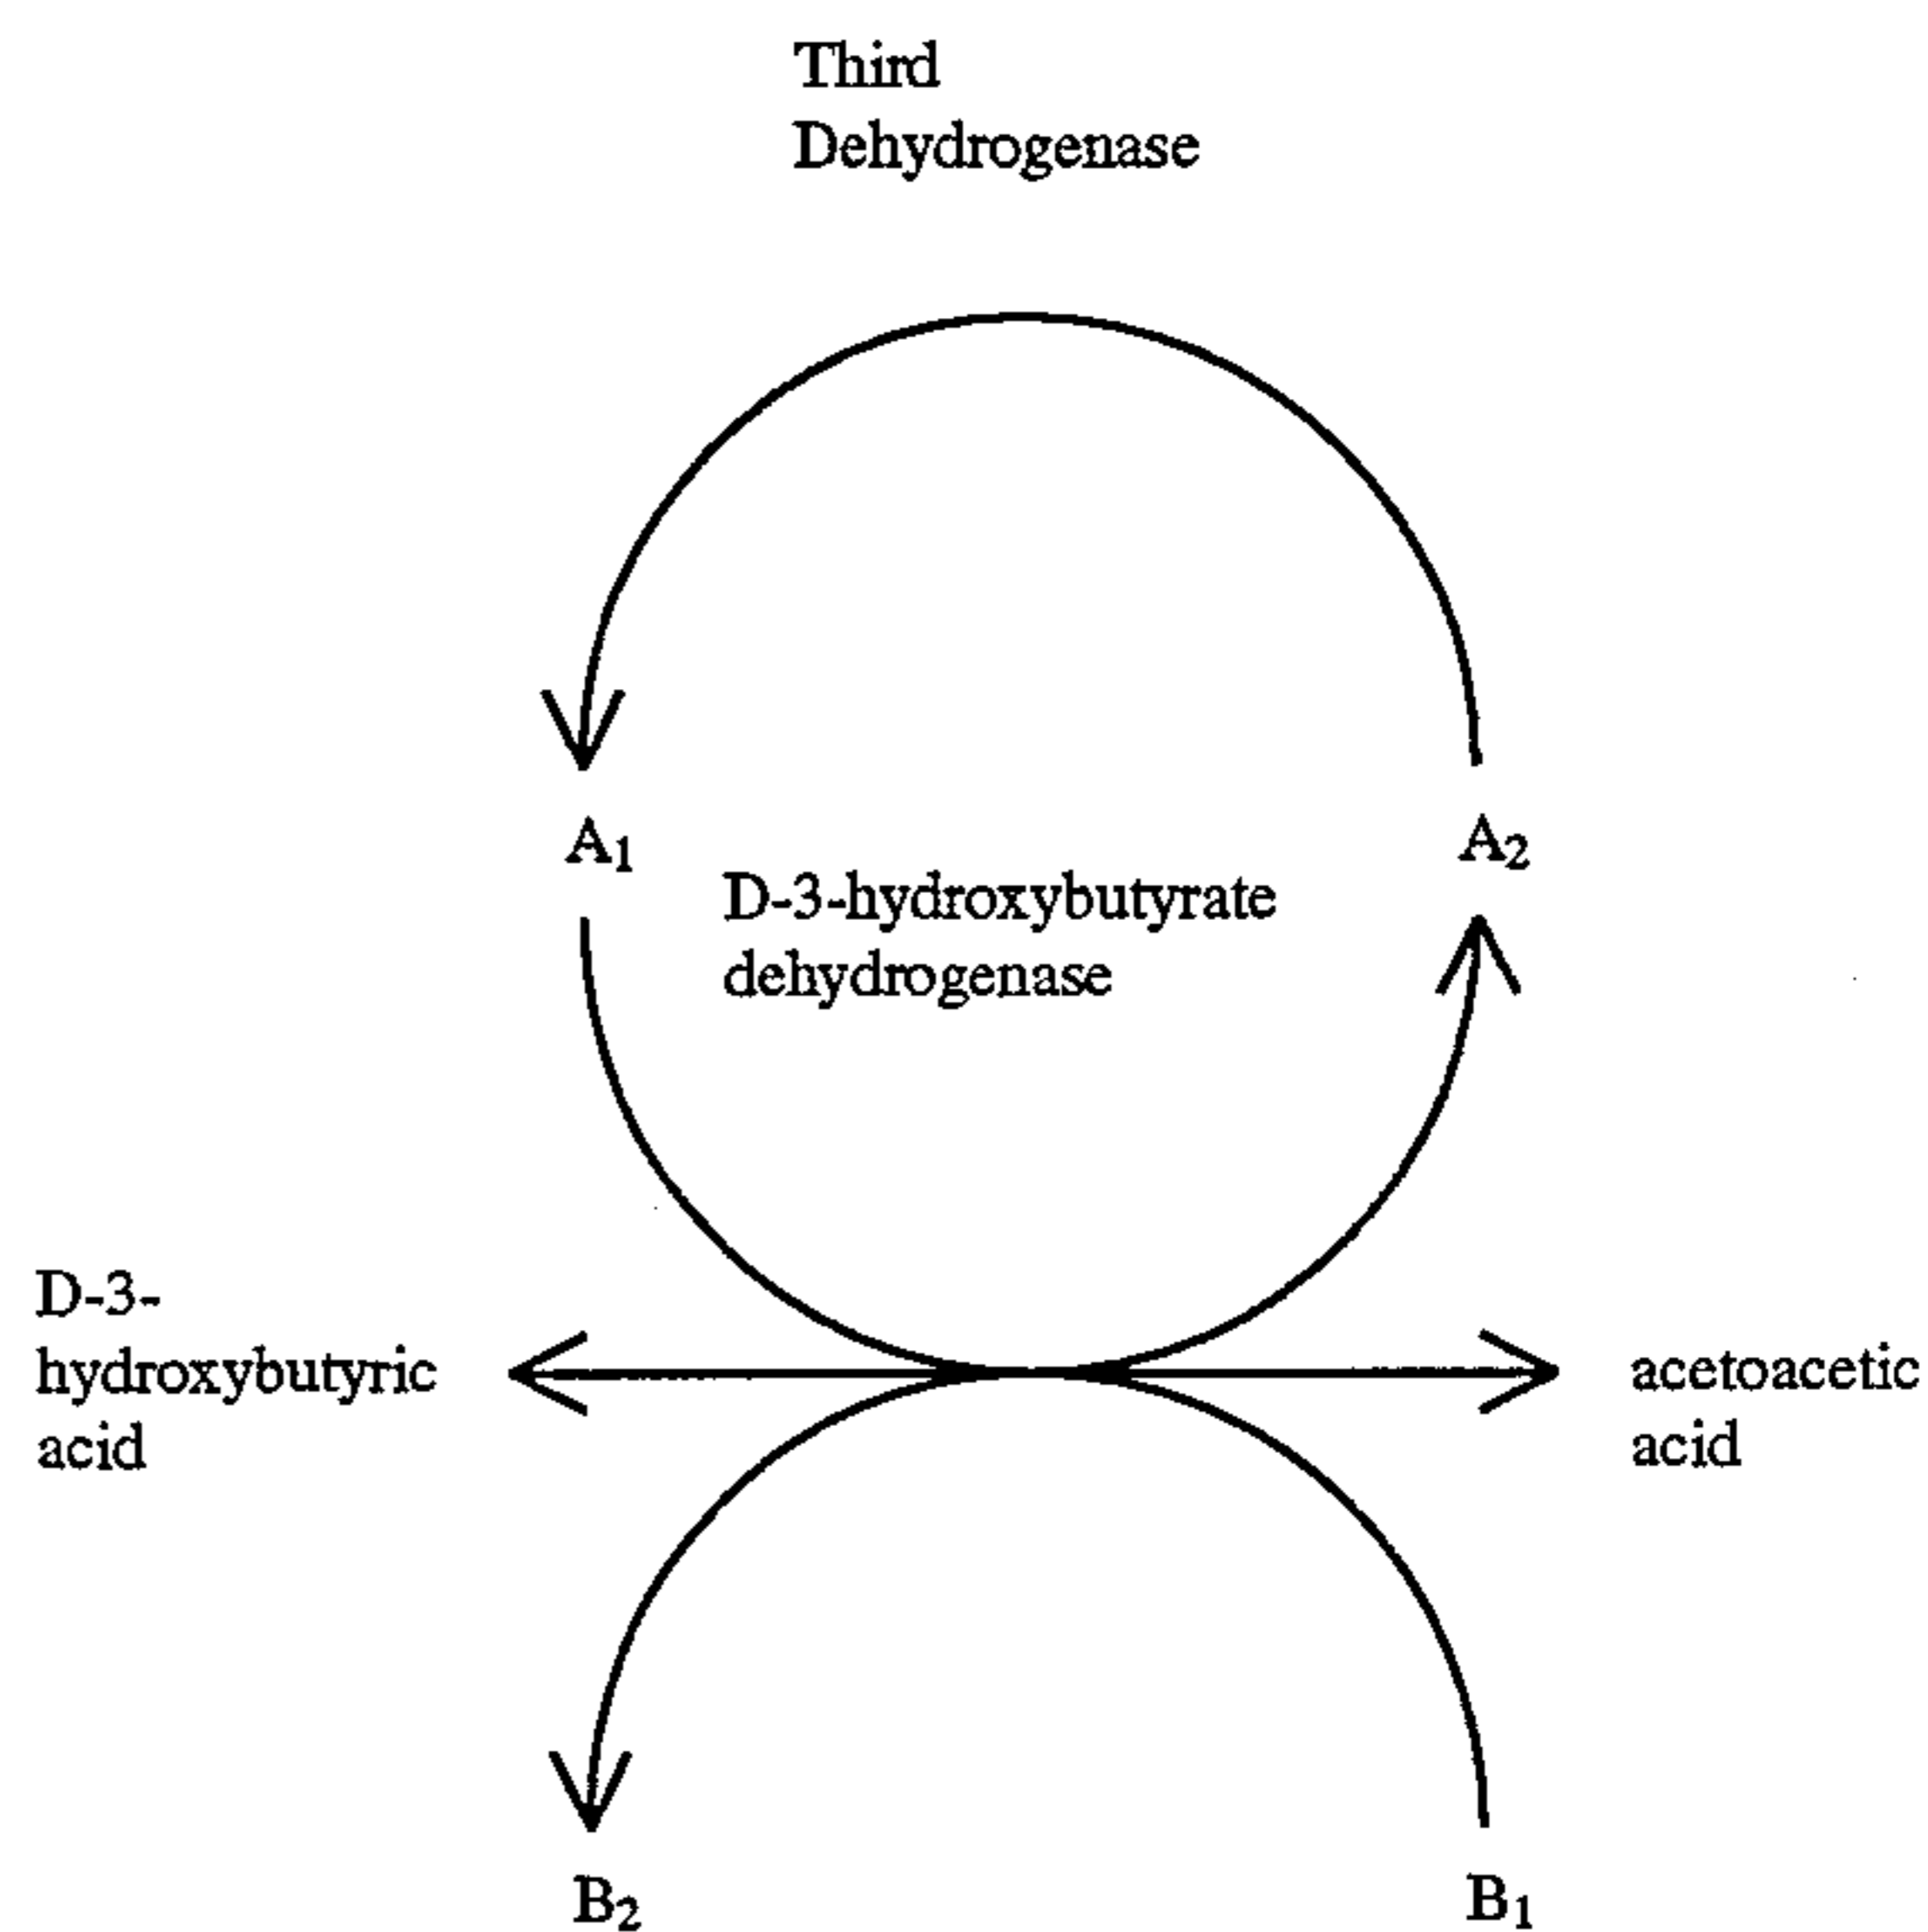 Third
Dehydrogenase
A1
A2
D-3-hydroxybutyrate
dehydrogenase
D-3-
hydroxybutyric
acid
acetoacetic
acid
B2
B1